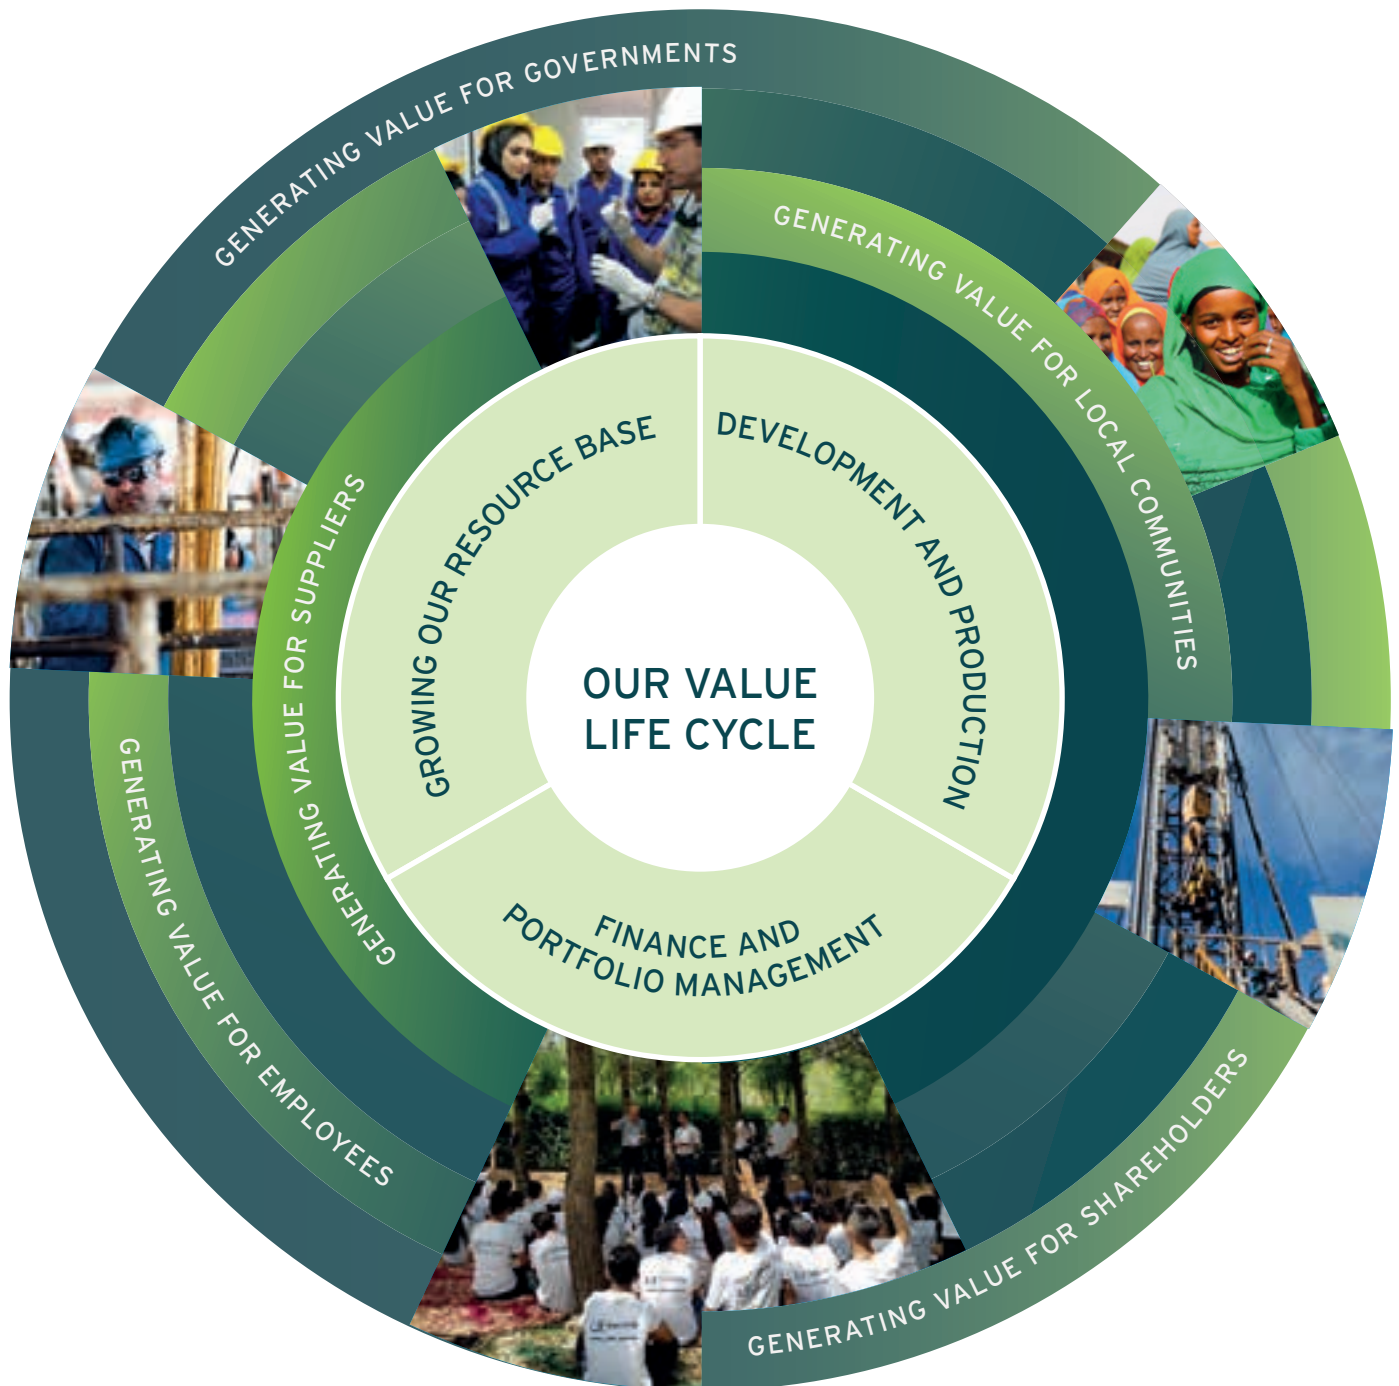 GENERATING VALUE FOR GOVERNMENTS
GENERATING VALUE FOR LOCAL COMMUNITIES
GENERATING VALUE FOR SUPPLIERS
GROWING OUR RESOURCE BASE
DEVELOPMENT AND PRODUCTION
OUR VALUE
LIFE CYCLE
FINANCE AND
PORTFOLIO MANAGEMENT
GENERATING VALUE FOR EMPLOYEES
GENERATING VALUE FOR SHAREHOLDERS